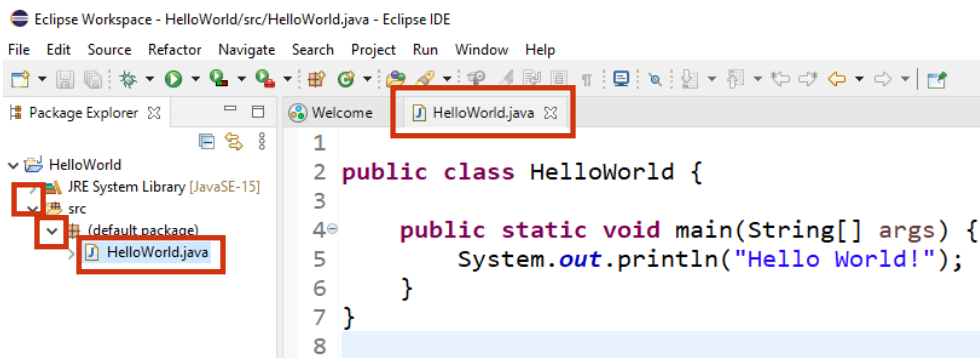 Eclipse Workspace - HelloWorld/src/HelloWorld.java - Eclipse IDE
File Edit Source Refactor Navigate Search Project Run Window Help
Package Explorer
Welcome
HelloWorld.java
HelloWorld
JRE System Library [JavaSE-15]
src
(default package)
HelloWorld.java
1
2 public class HelloWorld {
3
4 public static void main(String[] args) {
5 System.out.println("Hello World!");
6 }
7 }
8